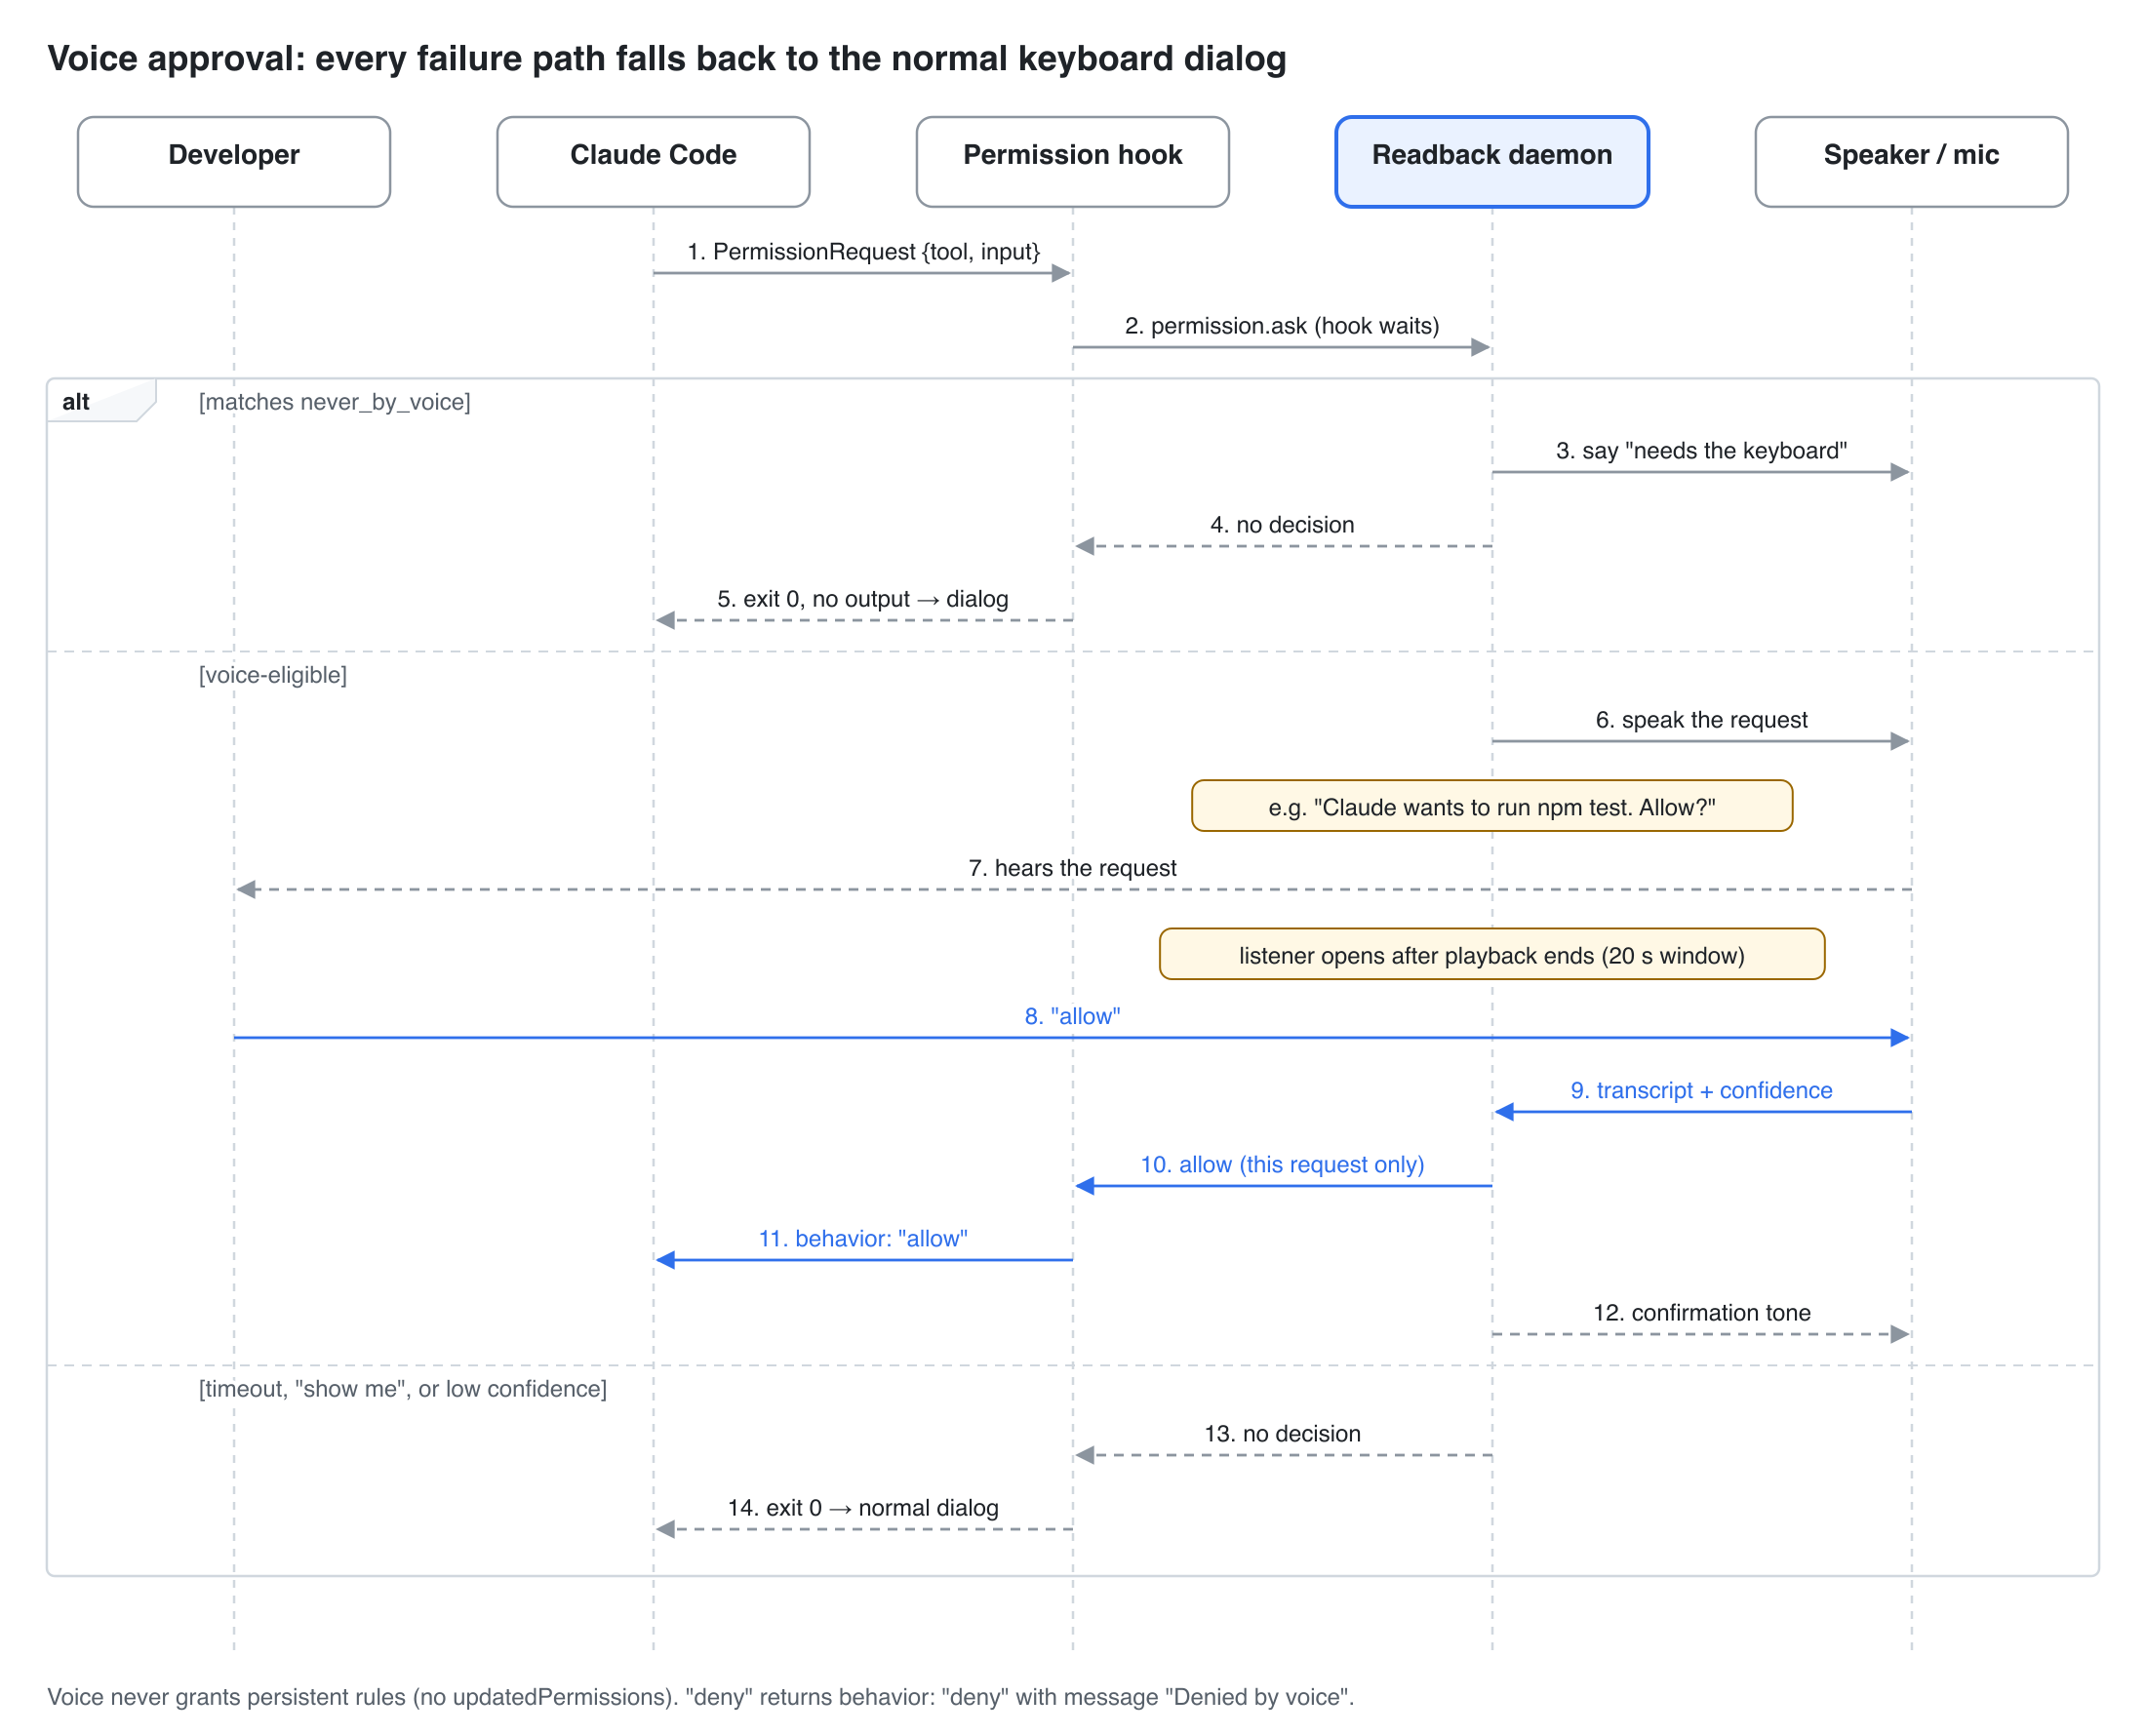 Voice approval: every failure path falls back to the normal keyboard dialog
Developer
Claude Code
Permission hook
Readback daemon
Speaker / mic
1. PermissionRequest {tool, input}
2. permission.ask (hook waits)
alt
[matches never_by_voice]
3. say "needs the keyboard"
4. no decision
5. exit 0, no output → dialog
[voice-eligible]
6. speak the request
e.g. "Claude wants to run npm test. Allow?"
7. hears the request
listener opens after playback ends (20 s window)
8. "allow"
9. transcript + confidence
10. allow (this request only)
11. behavior: "allow"
12. confirmation tone
[timeout, "show me", or low confidence]
13. no decision
14. exit 0 → normal dialog
Voice never grants persistent rules (no updatedPermissions). "deny" returns behavior: "deny" with message "Denied by voice".